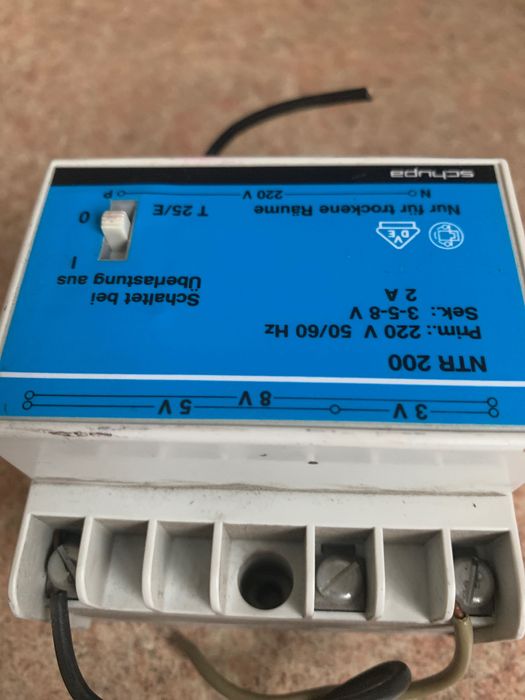 3 V 8 V 5 V
NTR 200
Prim.: 220 V 50/60 Hz
Sek.: 3-5-8 V
2 A
Schaltet bei
Überlastung aus
I
0
VDE
Nur für trockene Räume T 25/E
N 220 V P
schupa